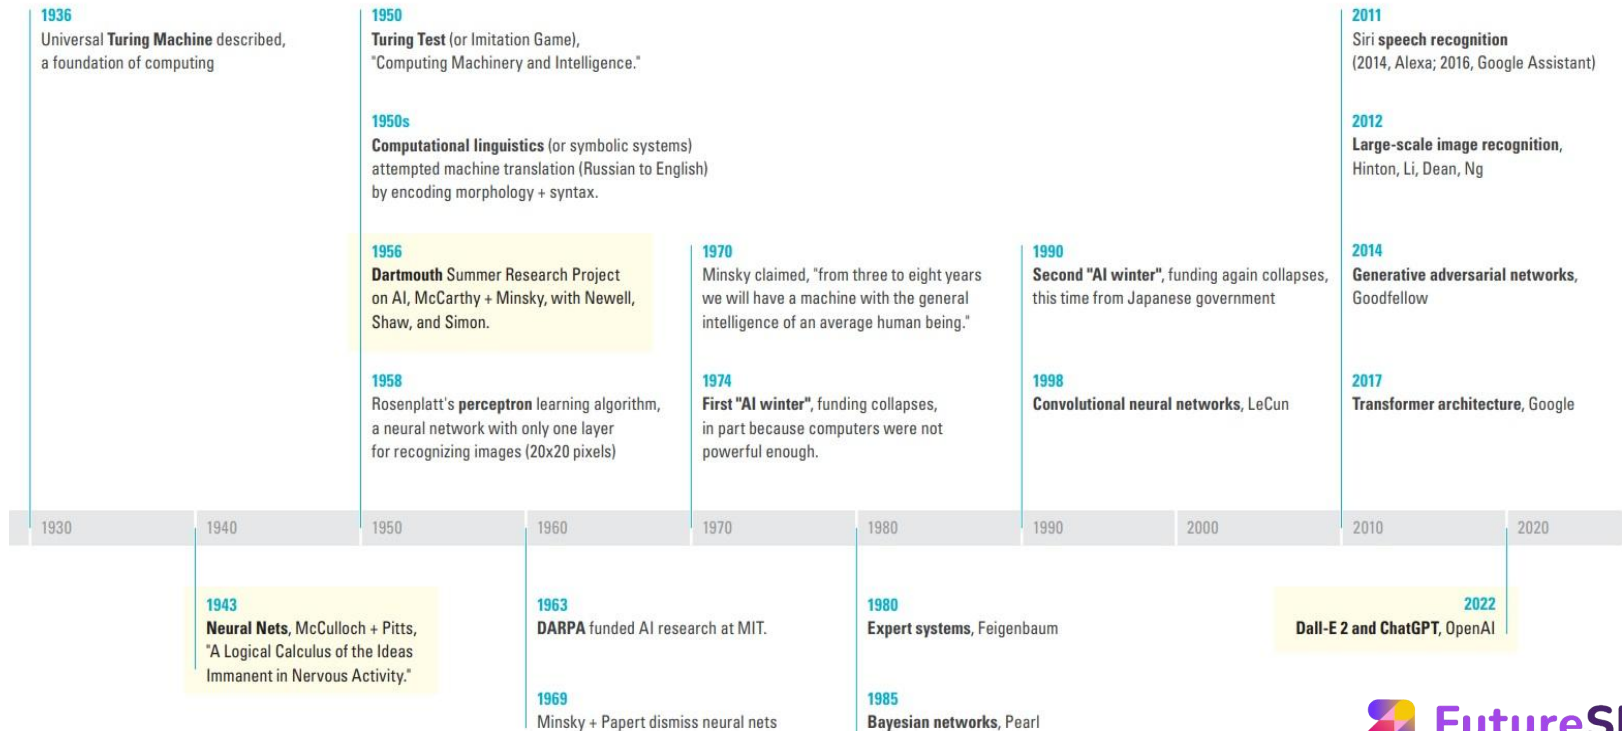 1936
Universal Turing Machine described,
a foundation of computing
1950
Turing Test (or Imitation Game),
"Computing Machinery and Intelligence."
1950s
Computational linguistics (or symbolic systems)
attempted machine translation (Russian to English)
by encoding morphology + syntax.
1956
Dartmouth Summer Research Project
on AI, McCarthy + Minsky, with Newell,
Shaw, and Simon.
1958
Rosenplatt's perceptron learning algorithm,
a neural network with only one layer
for recognizing images (20x20 pixels)
1970
Minsky claimed, "from three to eight years
we will have a machine with the general
intelligence of an average human being."
1974
First "AI winter", funding collapses,
in part because computers were not
powerful enough.
1990
Second "AI winter", funding again collapses,
this time from Japanese government
1998
Convolutional neural networks, LeCun
2011
Siri speech recognition
(2014, Alexa; 2016, Google Assistant)
2012
Large-scale image recognition,
Hinton, Li, Dean, Ng
2014
Generative adversarial networks,
Goodfellow
2017
Transformer architecture, Google
1930 1940 1950 1960 1970 1980 1990 2000 2010 2020
1943
Neural Nets, McCulloch + Pitts,
"A Logical Calculus of the Ideas
Immanent in Nervous Activity."
1963
DARPA funded AI research at MIT.
1969
Minsky + Papert dismiss neural nets
1980
Expert systems, Feigenbaum
1985
Bayesian networks, Pearl
2022
Dall-E 2 and ChatGPT, OpenAI